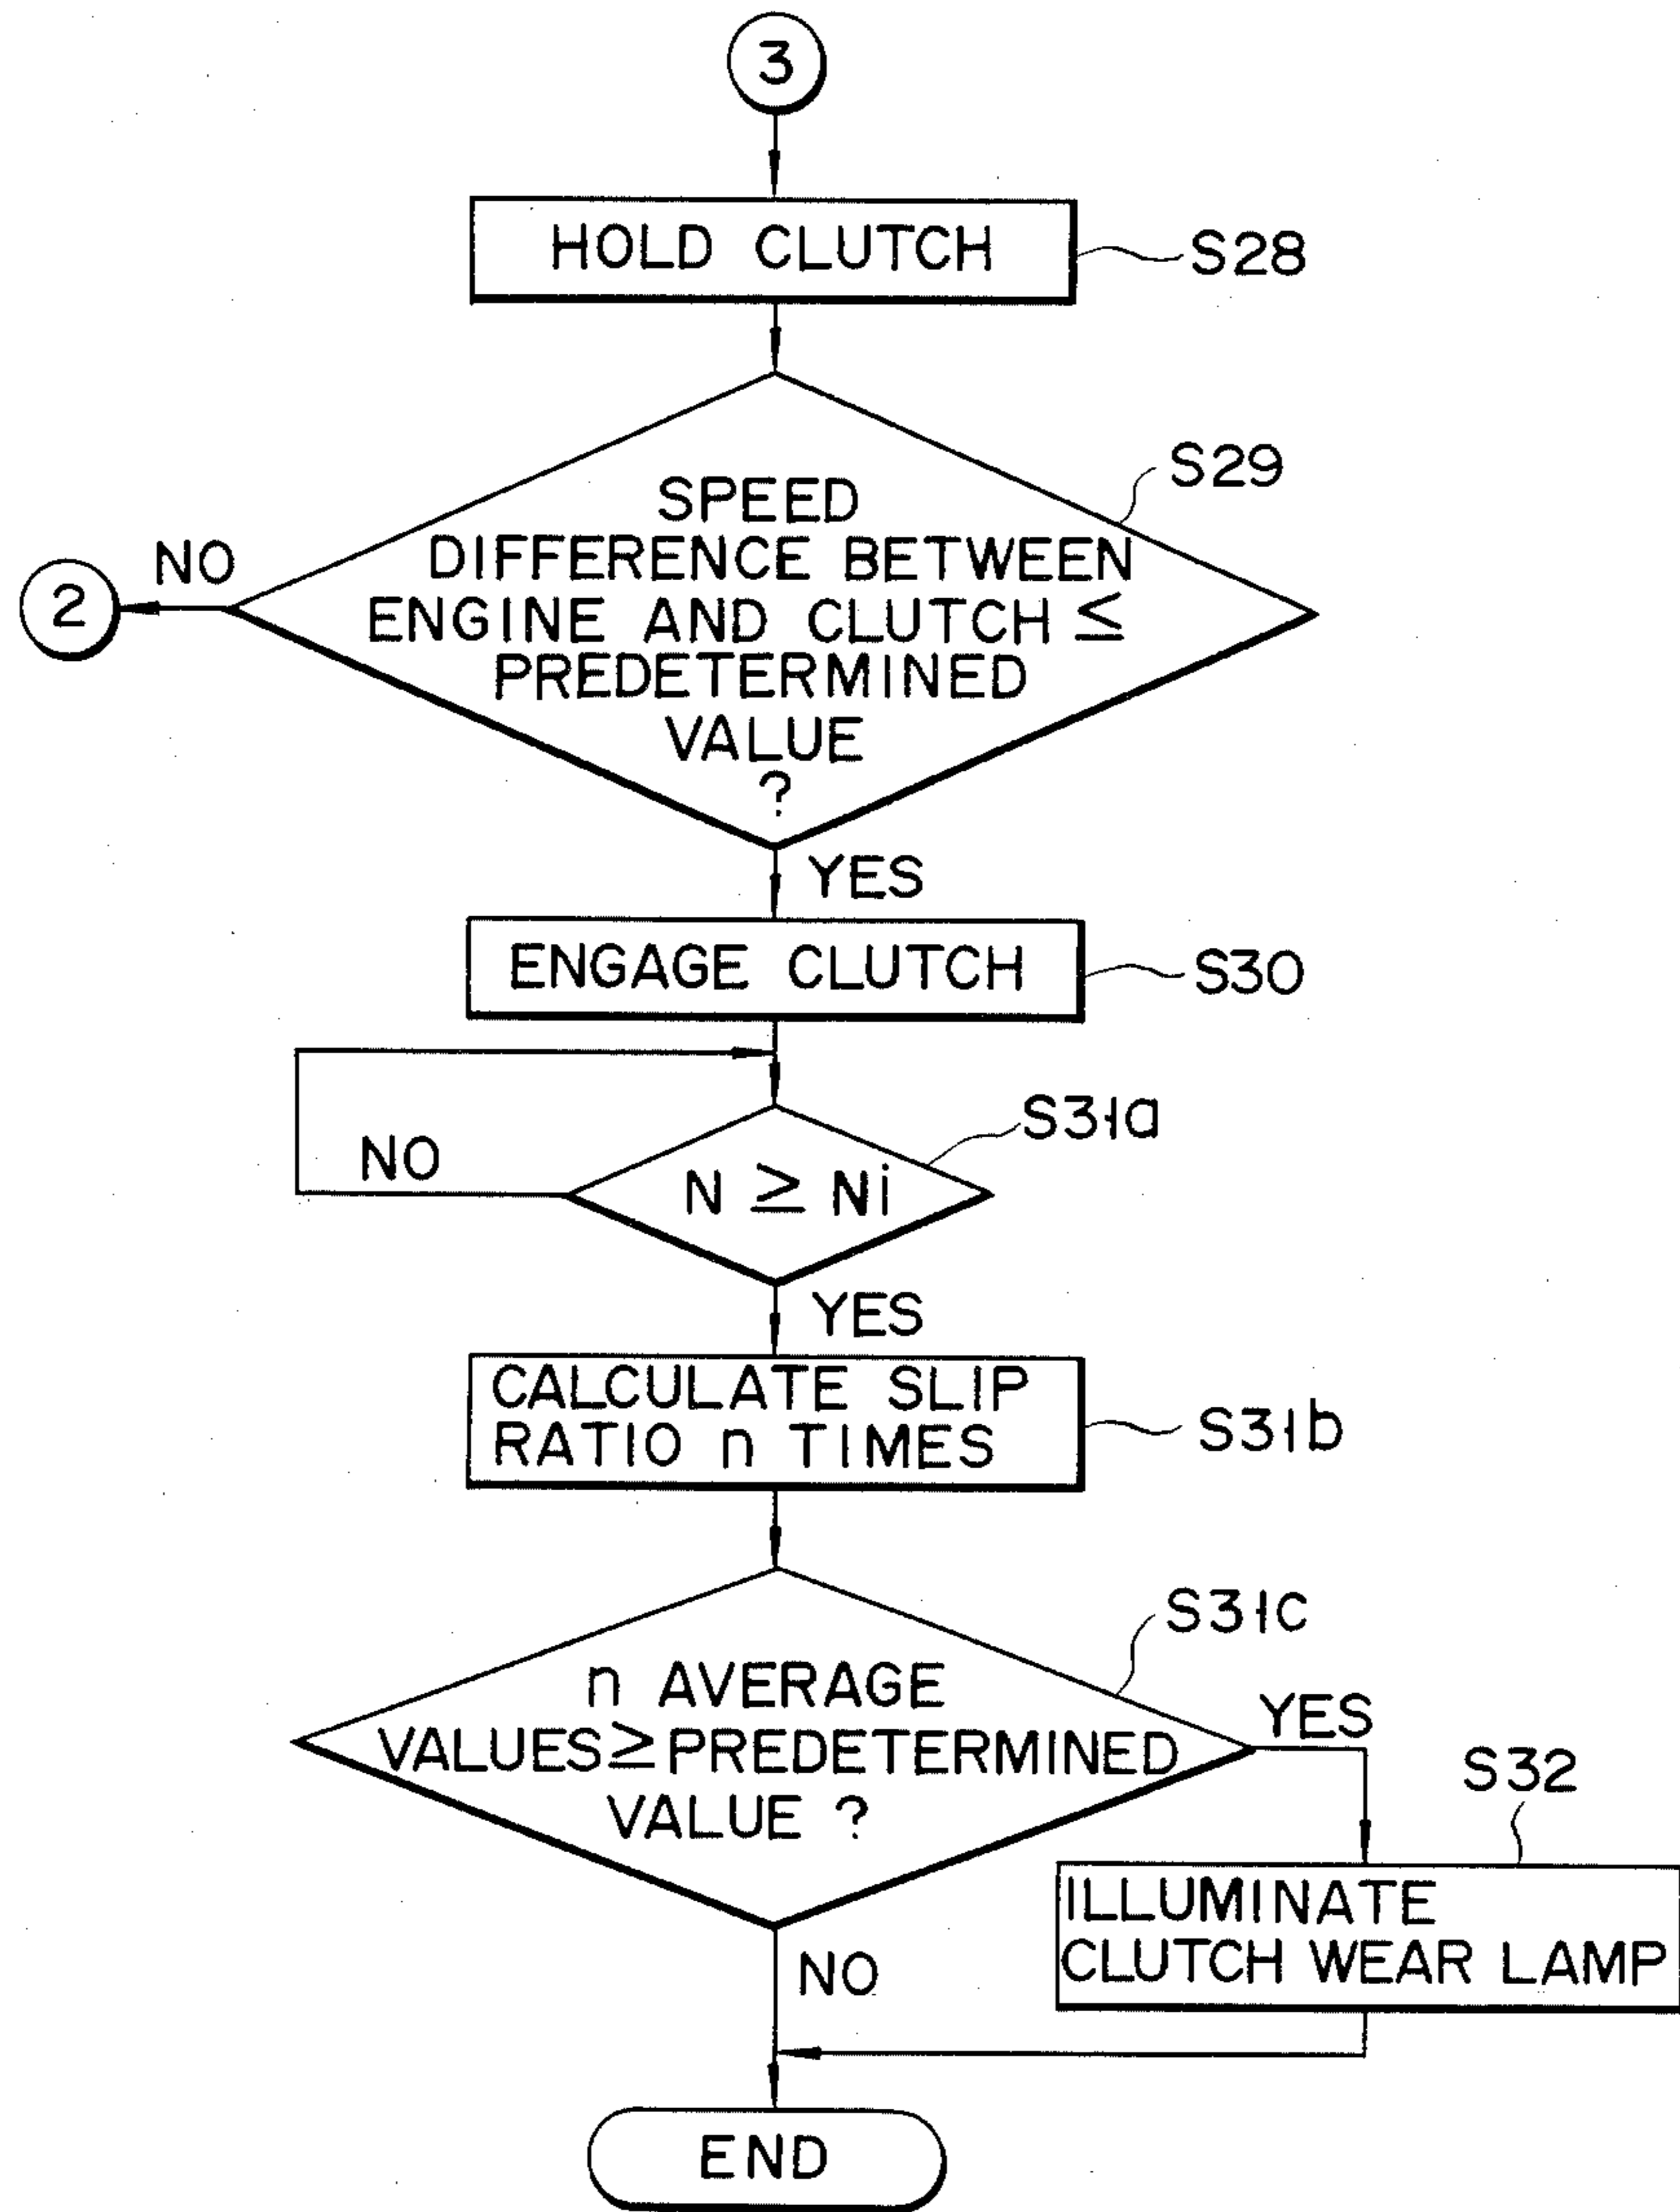 3
HOLD CLUTCH
S28
S29
SPEED
DIFFERENCE BETWEEN
ENGINE AND CLUTCH ≤
PREDETERMINED
VALUE
?
NO
2
YES
ENGAGE CLUTCH
S30
S31a
NO
N ≥ Ni
YES
CALCULATE SLIP
RATIO n TIMES
S31b
S31c
n AVERAGE
VALUES≥PREDETERMINED
VALUE ?
YES
S32
ILLUMINATE
CLUTCH WEAR LAMP
NO
END